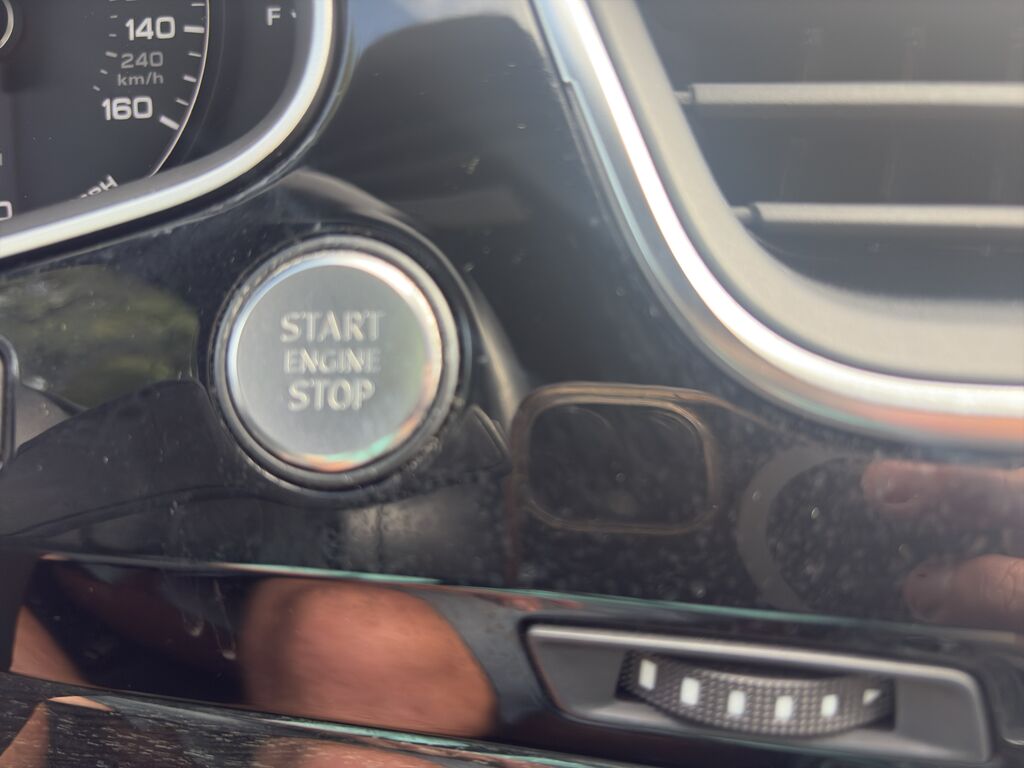 140
F
240
km/h
160
START
ENGINE
STOP